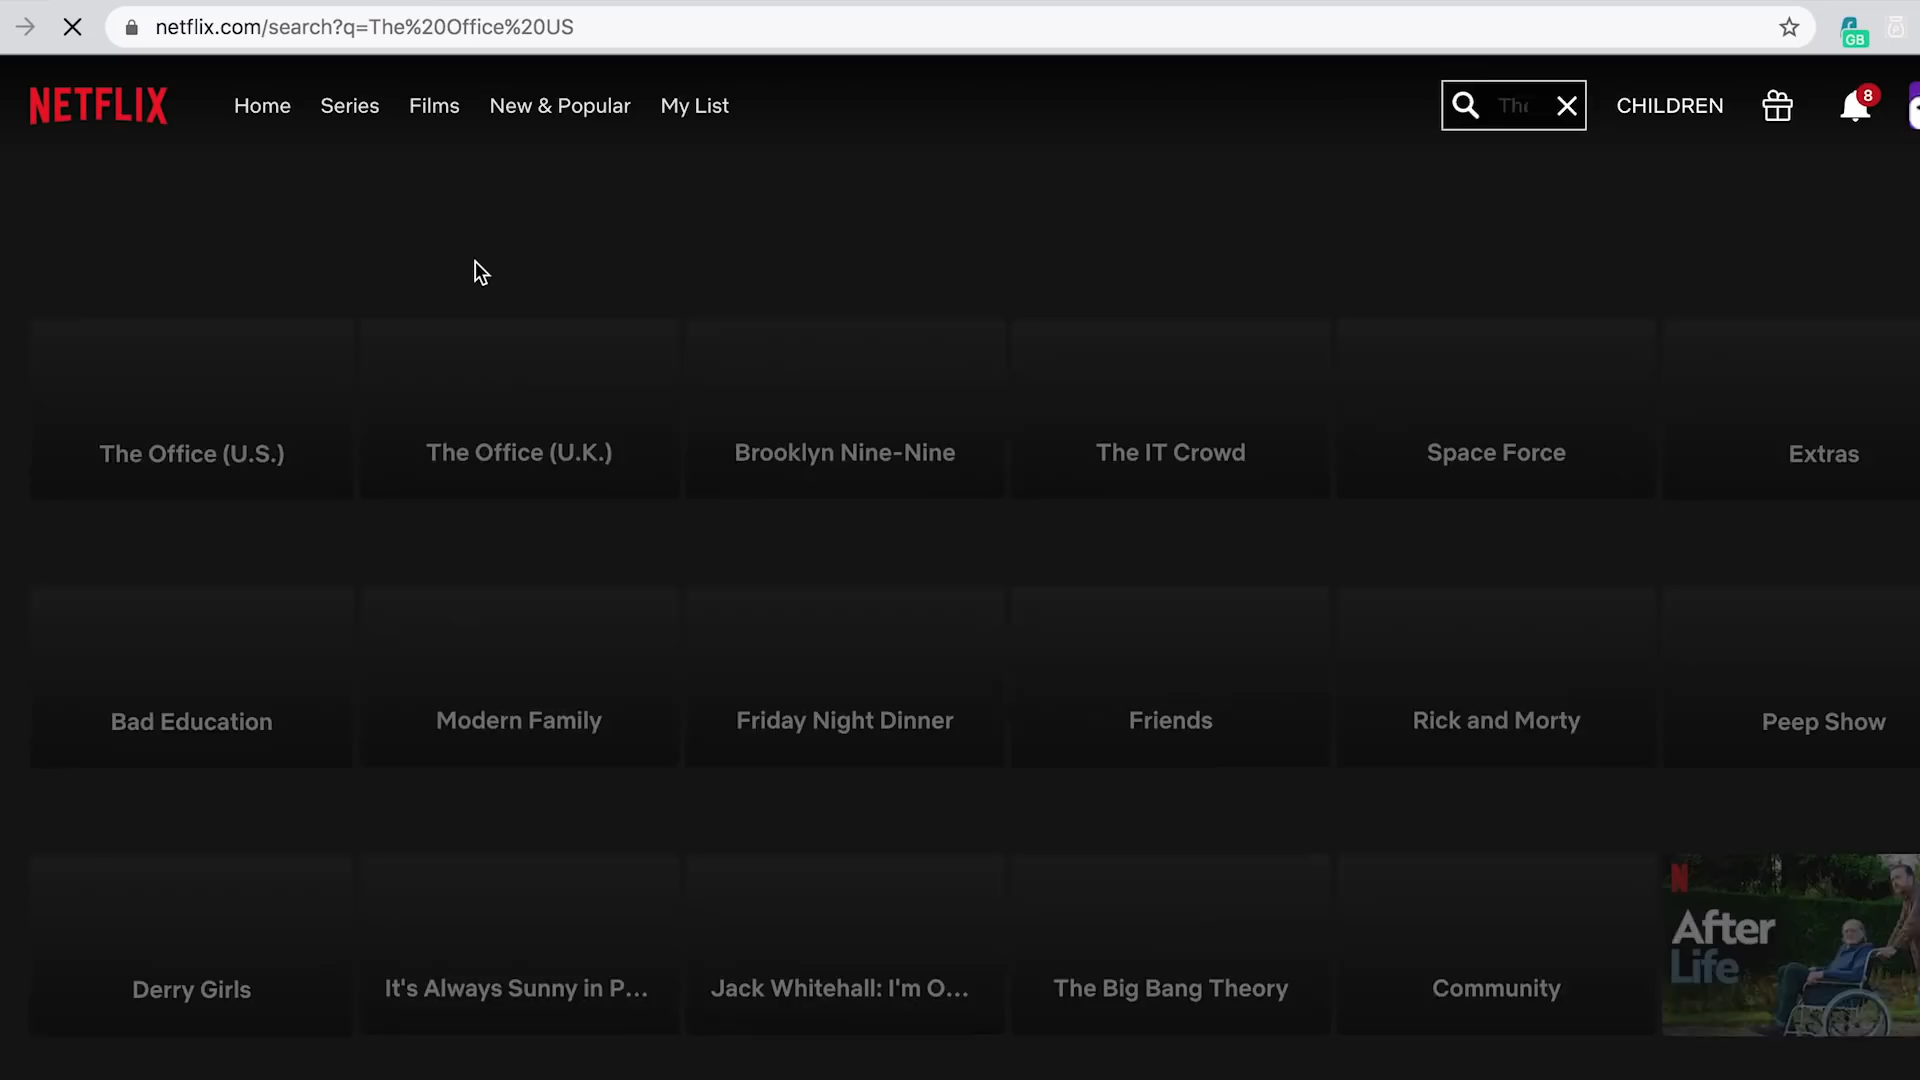 netflix.com/search?q=The%20Office%20US
GB
NETFLIX
Home
Series
Films
New & Popular
My List
The
CHILDREN
8
The Office (U.S.)
The Office (U.K.)
Brooklyn Nine-Nine
The IT Crowd
Space Force
Extras
Bad Education
Modern Family
Friday Night Dinner
Friends
Rick and Morty
Peep Show
Derry Girls
It's Always Sunny in P...
Jack Whitehall: I'm O...
The Big Bang Theory
Community
N
After
Life